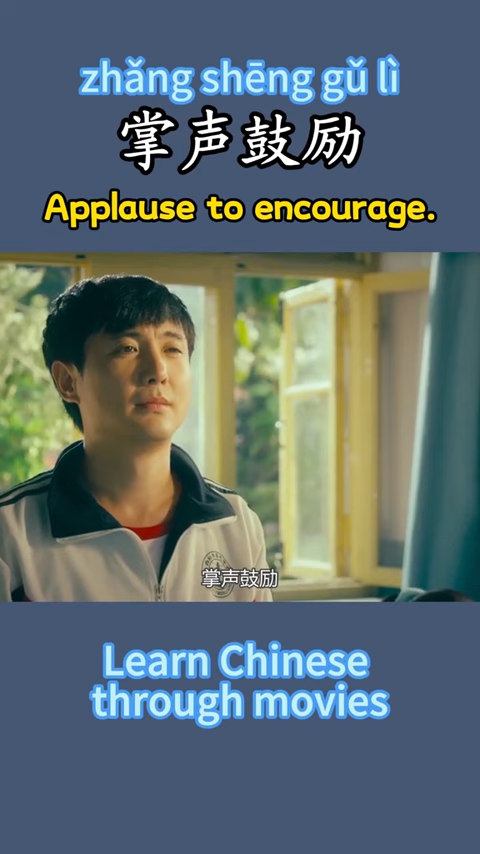 zhǎng shēng gǔ lì
掌声鼓励
Applause to encourage.
掌声鼓励
Learn Chinese
through movies